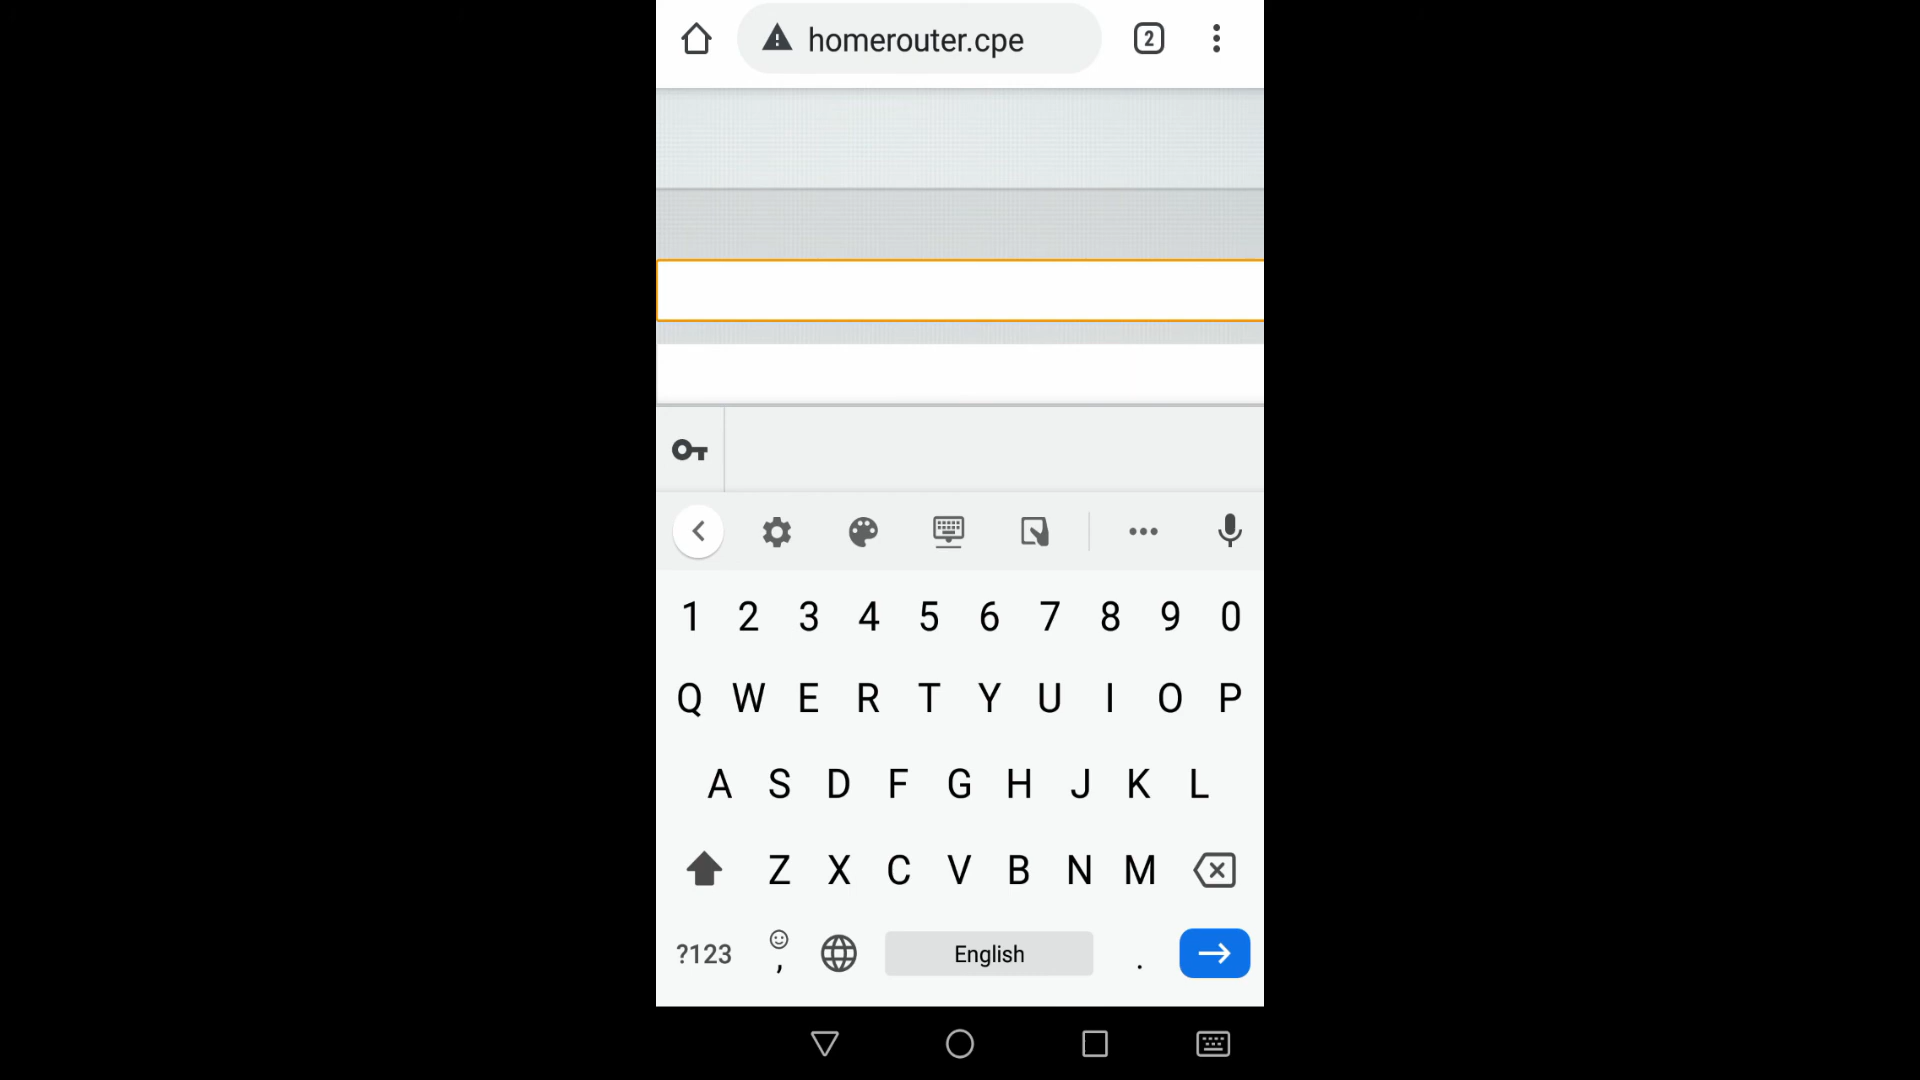 homerouter.cpe
2
1 2 3 4 5 6 7 8 9 0
Q W E R T Y U I O P
A S D F G H J K L
Z X C V B N M
?123 , English .